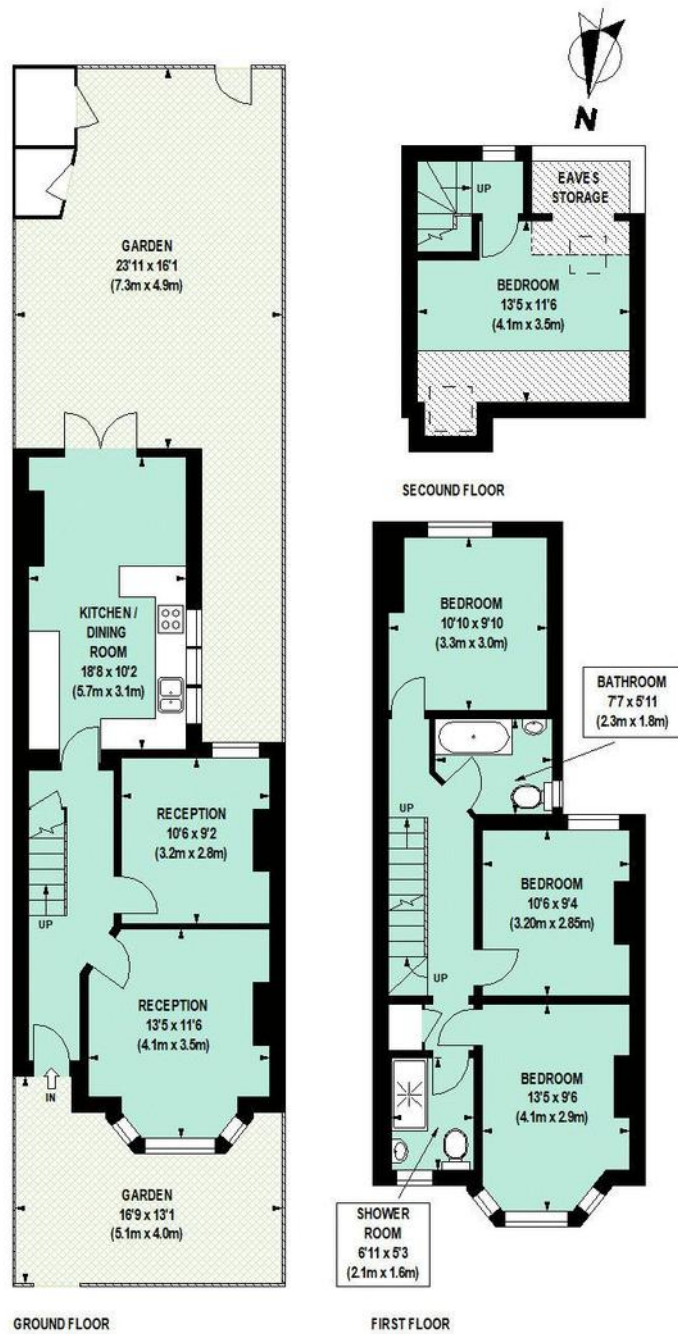 GARDEN
23'11 x 16'1
(7.3m x 4.9m)
KITCHEN /
DINING
ROOM
18'8 x 10'2
(5.7m x 3.1m)
RECEPTION
10'6 x 9'2
(3.2m x 2.8m)
UP
RECEPTION
13'5 x 11'6
(4.1m x 3.5m)
IN
GARDEN
16'9 x 13'1
(5.1m x 4.0m)
GROUND FLOOR
N
UP
EAVES
STORAGE
BEDROOM
13'5 x 11'6
(4.1m x 3.5m)
SECOUND FLOOR
BEDROOM
10'10 x 9'10
(3.3m x 3.0m)
BATHROOM
7'7 x 5'11
(2.3m x 1.8m)
UP
BEDROOM
10'6 x 9'4
(3.20m x 2.85m)
UP
BEDROOM
13'5 x 9'6
(4.1m x 2.9m)
SHOWER
ROOM
6'11 x 5'3
(2.1m x 1.6m)
FIRST FLOOR